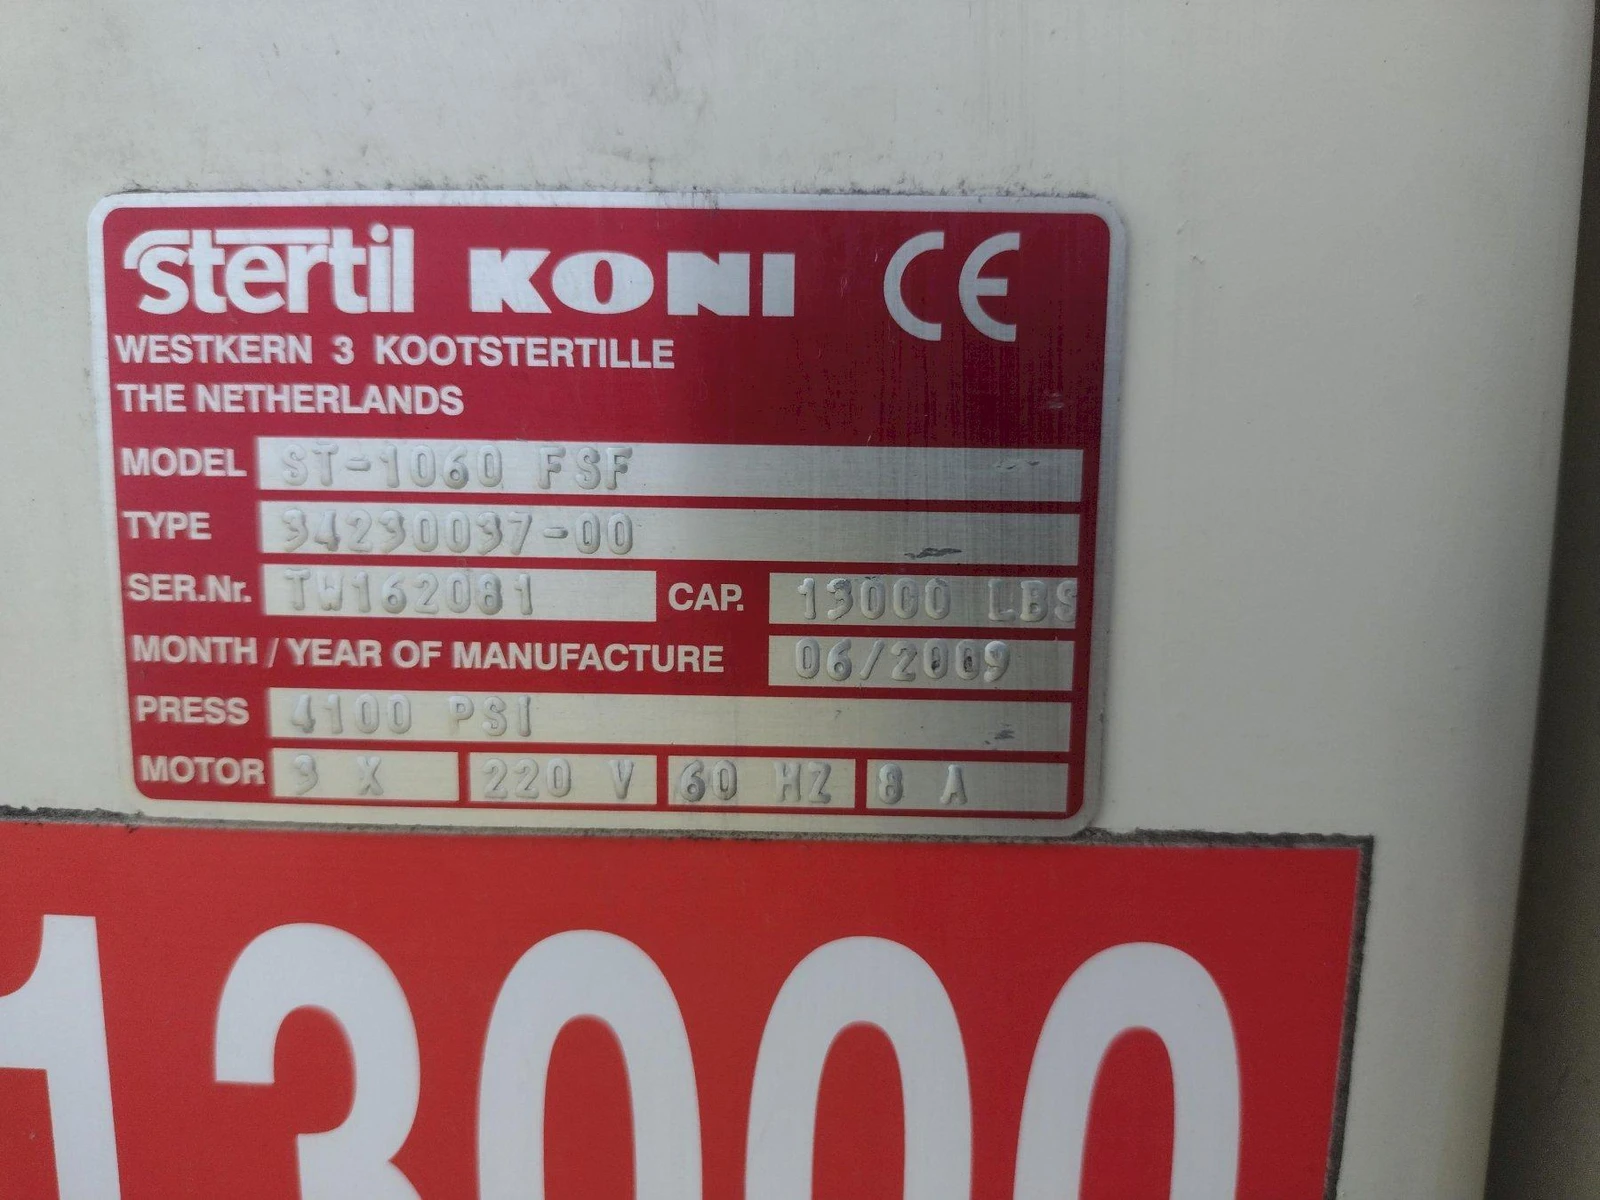 stertil KONI CE
WESTKERN 3 KOOTSTERTILLE
THE NETHERLANDS
MODEL ST-1060 FSF
TYPE 34230037-00
SER.Nr. TW162081 CAP. 13000 LBS
MONTH / YEAR OF MANUFACTURE 06/2009
PRESS 4100 PSI
MOTOR 3 X 220 V 60 HZ 8 A
13000